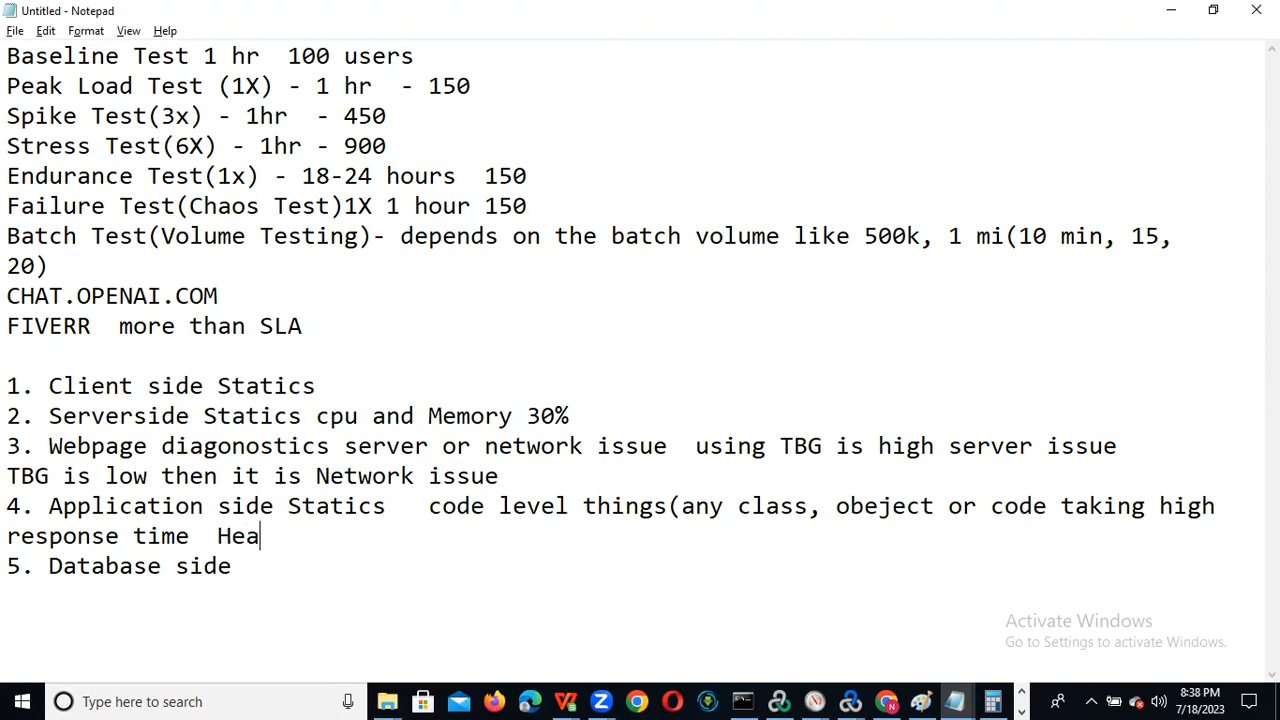 Untitled - Notepad
File Edit Format View Help
Baseline Test 1 hr  100 users
Peak Load Test (1X) - 1 hr  - 150
Spike Test(3x) - 1hr  - 450
Stress Test(6X) - 1hr - 900
Endurance Test(1x) - 18-24 hours  150
Failure Test(Chaos Test)1X 1 hour 150
Batch Test(Volume Testing)- depends on the batch volume like 500k, 1 mi(10 min, 15,
20)
CHAT.OPENAI.COM
FIVERR  more than SLA
1. Client side Statics
2. Serverside Statics cpu and Memory 30%
3. Webpage diagonostics server or network issue  using TBG is high server issue
TBG is low then it is Network issue
4. Application side Statics   code level things(any class, obeject or code taking high
response time  Hea
5. Database side
Activate Windows
Go to Settings to activate Windows.
Type here to search
8:38 PM
7/18/2023